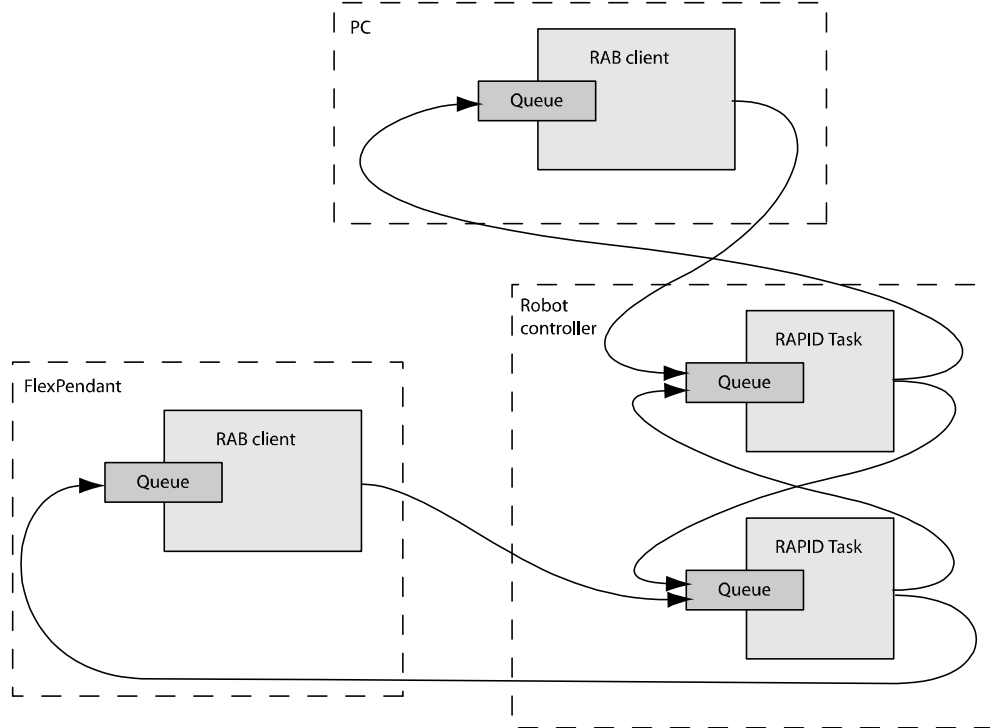 PC
RAB client
Queue
Robot
controller
RAPID Task
Queue
FlexPendant
RAB client
Queue
RAPID Task
Queue